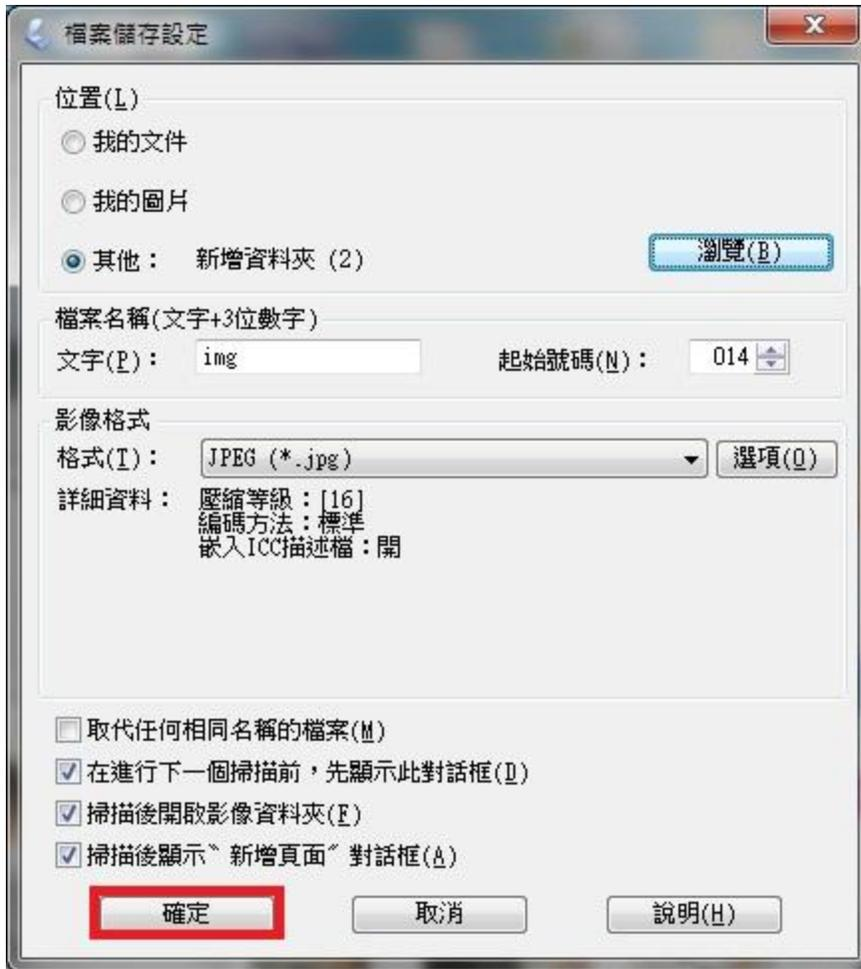 檔案儲存設定
位置(L)
我的文件
我的圖片
其他： 新增資料夾 (2) 瀏覽(B)
檔案名稱(文字+3位數字)
文字(P)： img 起始號碼(N)： 014
影像格式
格式(T)： JPEG (*.jpg) 選項(O)
詳細資料： 壓縮等級：[16]
編碼方法：標準
嵌入ICC描述檔：開
取代任何相同名稱的檔案(M)
在進行下一個掃描前，先顯示此對話框(D)
掃描後開啟影像資料夾(F)
掃描後顯示〝新增頁面〞對話框(A)
確定 取消 說明(H)